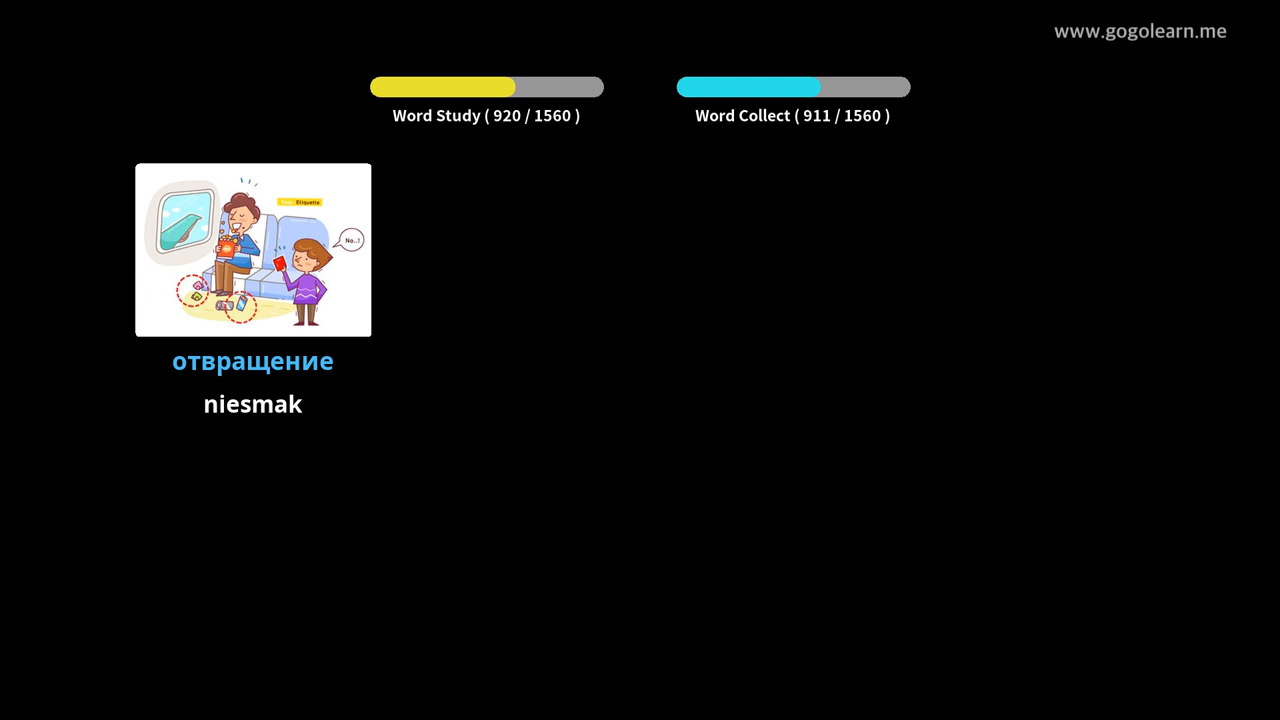 www.gogolearn.me
Word Study ( 920 / 1560 )
Word Collect ( 911 / 1560 )
Etiquette
No..!
отвращение
niesmak